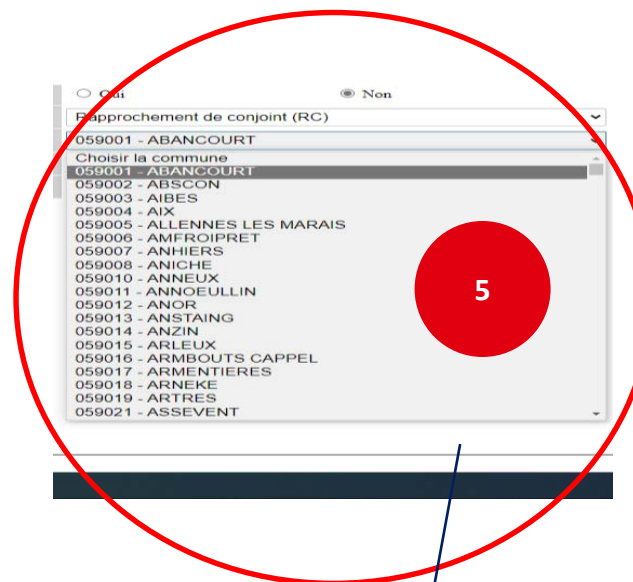 Oui Non
Rapprochement de conjoint (RC)
059001 - ABANCOURT
Choisir la commune
059001 - ABANCOURT
059002 - ABSCON
059003 - AIBES
059004 - AIX
059005 - ALLENNES LES MARAIS
059006 - AMFROIPRET
059007 - ANHIERS
059008 - ANICHE
059010 - ANNEUX
059011 - ANNOEULLIN
059012 - ANOR
059013 - ANSTAING
059014 - ANZIN
059015 - ARLEUX
059016 - ARMBOUTS CAPPEL
059017 - ARMENTIERES
059018 - ARNEKE
059019 - ARTRES
059021 - ASSEVENT
5